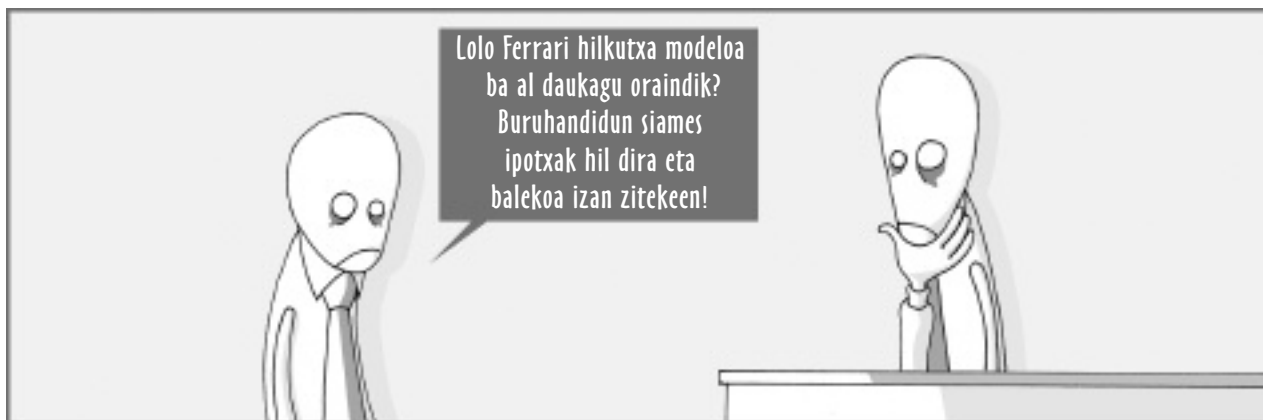 Lolo Ferrari hilkutxa modeloa
ba al daukagu oraindik?
Buruhandidun siames
ipotxak hil dira eta
balekoa izan zitekeen!